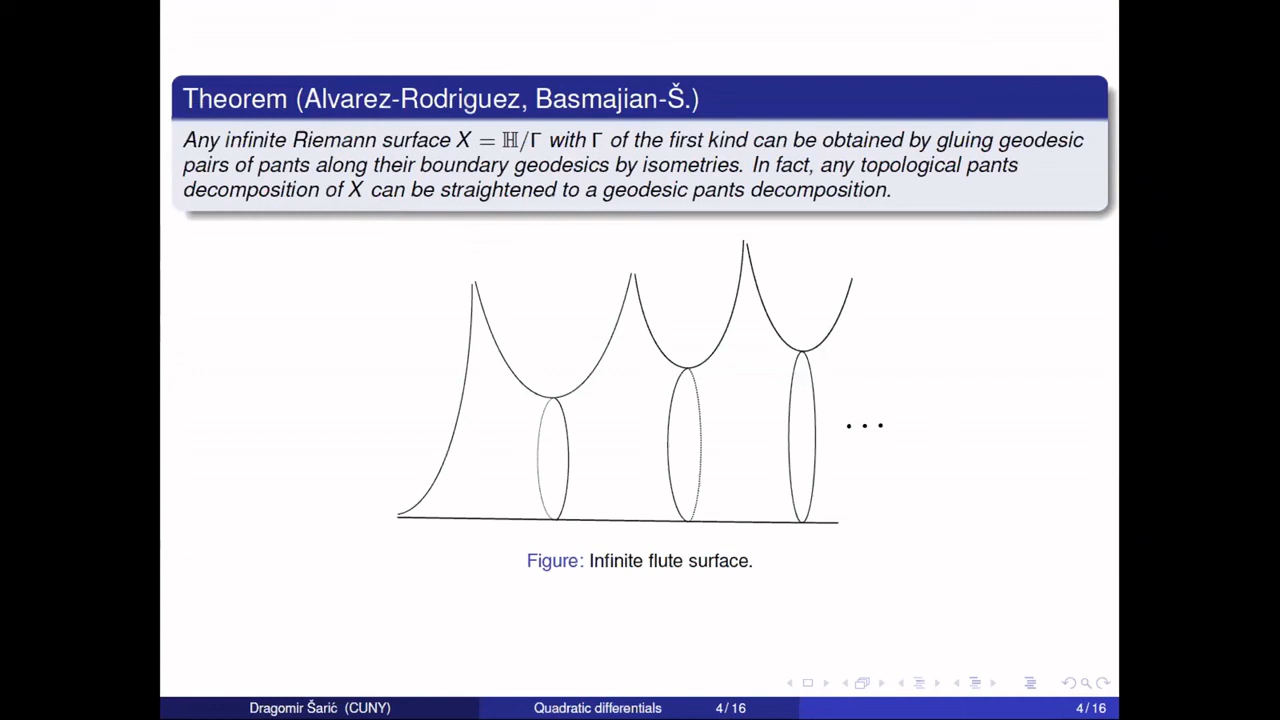 Theorem (Alvarez-Rodriguez, Basmajian-Š.)
Any infinite Riemann surface X = ℍ/Γ with Γ of the first kind can be obtained by gluing geodesic
pairs of pants along their boundary geodesics by isometries. In fact, any topological pants
decomposition of X can be straightened to a geodesic pants decomposition.
Figure: Infinite flute surface.
Dragomir Šarić (CUNY) Quadratic differentials 4/16 4/16